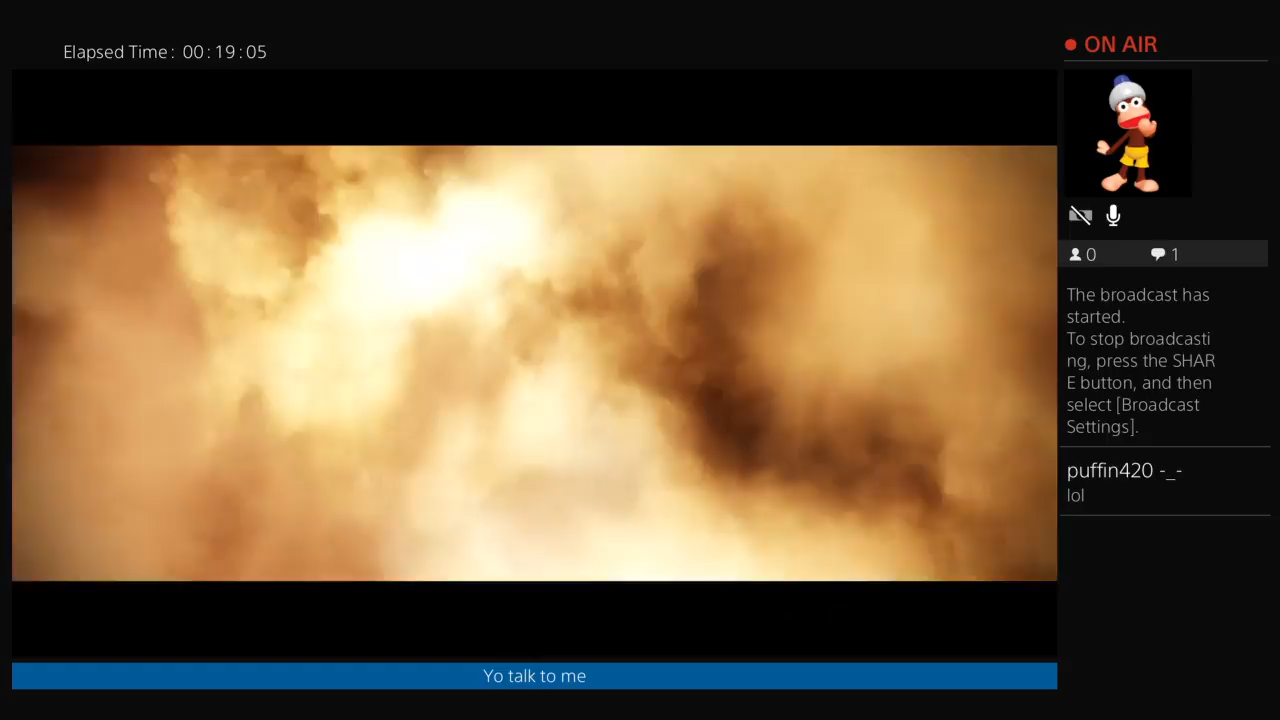 Elapsed Time: 00:19:05
ON AIR
0 1
The broadcast has
started.
To stop broadcasti
ng, press the SHAR
E button, and then
select [Broadcast
Settings].
puffin420 -_-
lol
Yo talk to me